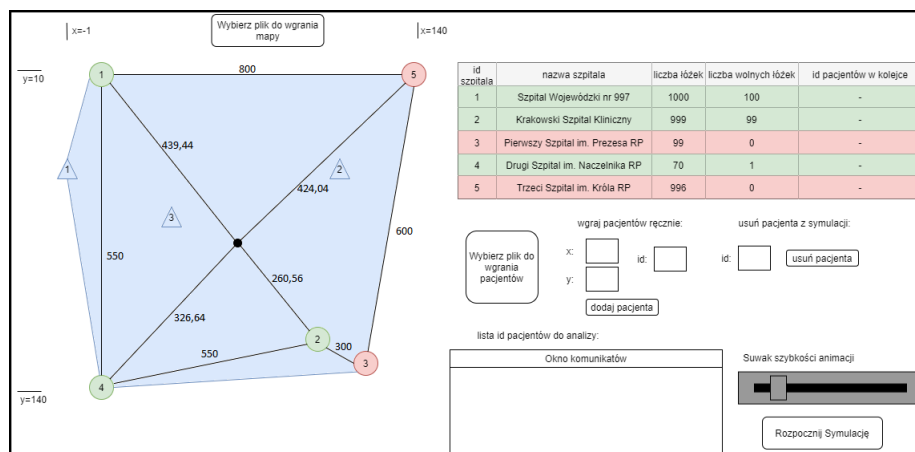 x=-1
Wybierz plik do wgrania
mapy
x=140
y=10
1
800
5
439,44
424,04
1
2
3
550
600
260,56
326,64
550
2
300
3
4
y=140
id szpitala nazwa szpitala liczba łóżek liczba wolnych łóżek id pacjentów w kolejce
1 Szpital Wojewódzki nr 997 1000 100 -
2 Krakowski Szpital Kliniczny 999 99 -
3 Pierwszy Szpital im. Prezesa RP 99 0 -
4 Drugi Szpital im. Naczelnika RP 70 1 -
5 Trzeci Szpital im. Króla RP 996 0 -
Wybierz plik do
wgrania
pacjentów
wgraj pacjentów ręcznie:
x:
y:
id:
dodaj pacjenta
usuń pacjenta z symulacji:
id:
usuń pacjenta
lista id pacjentów do analizy:
Okno komunikatów
Suwak szybkości animacji
Rozpocznij Symulację